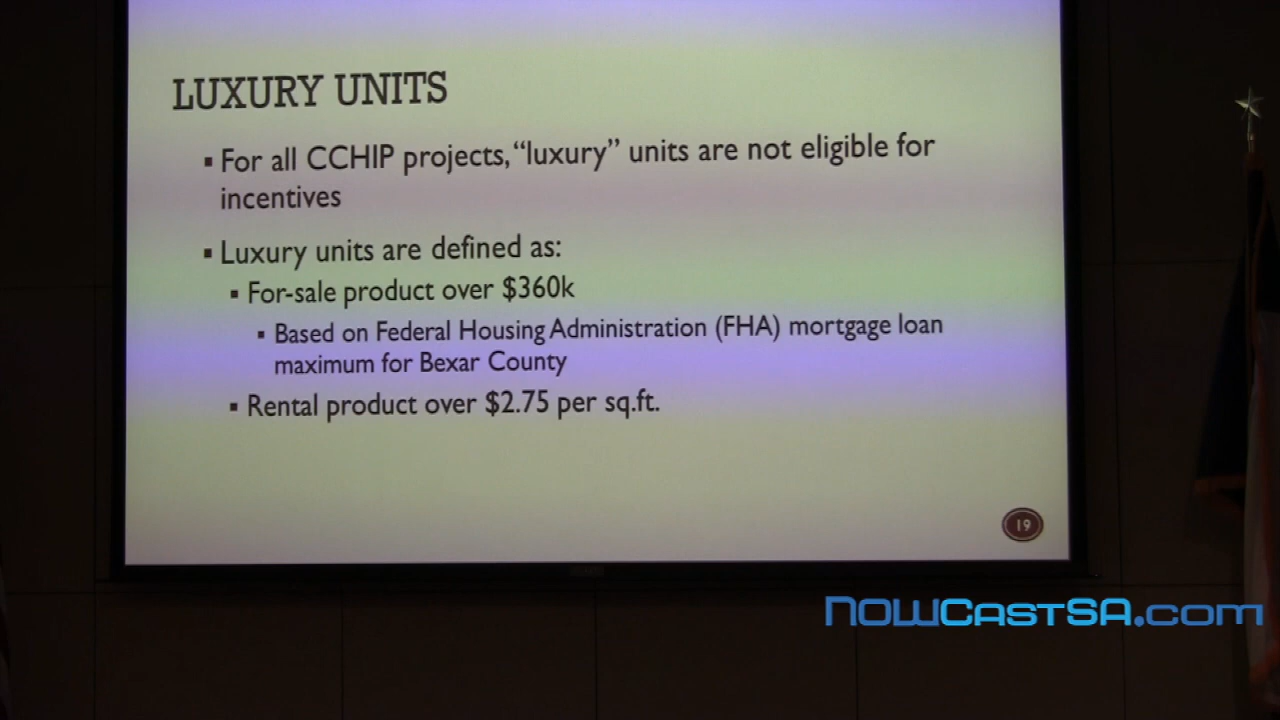 LUXURY UNITS
▪ For all CCHIP projects, “luxury” units are not eligible for
incentives
▪ Luxury units are defined as:
▪ For-sale product over $360k
▪ Based on Federal Housing Administration (FHA) mortgage loan
maximum for Bexar County
▪ Rental product over $2.75 per sq.ft.
19
NOWCastSA.com